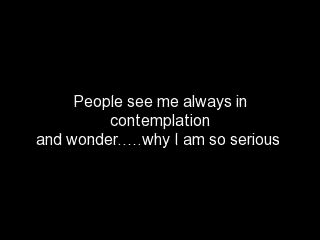 People see me always in
contemplation
and wonder.....why I am so serious